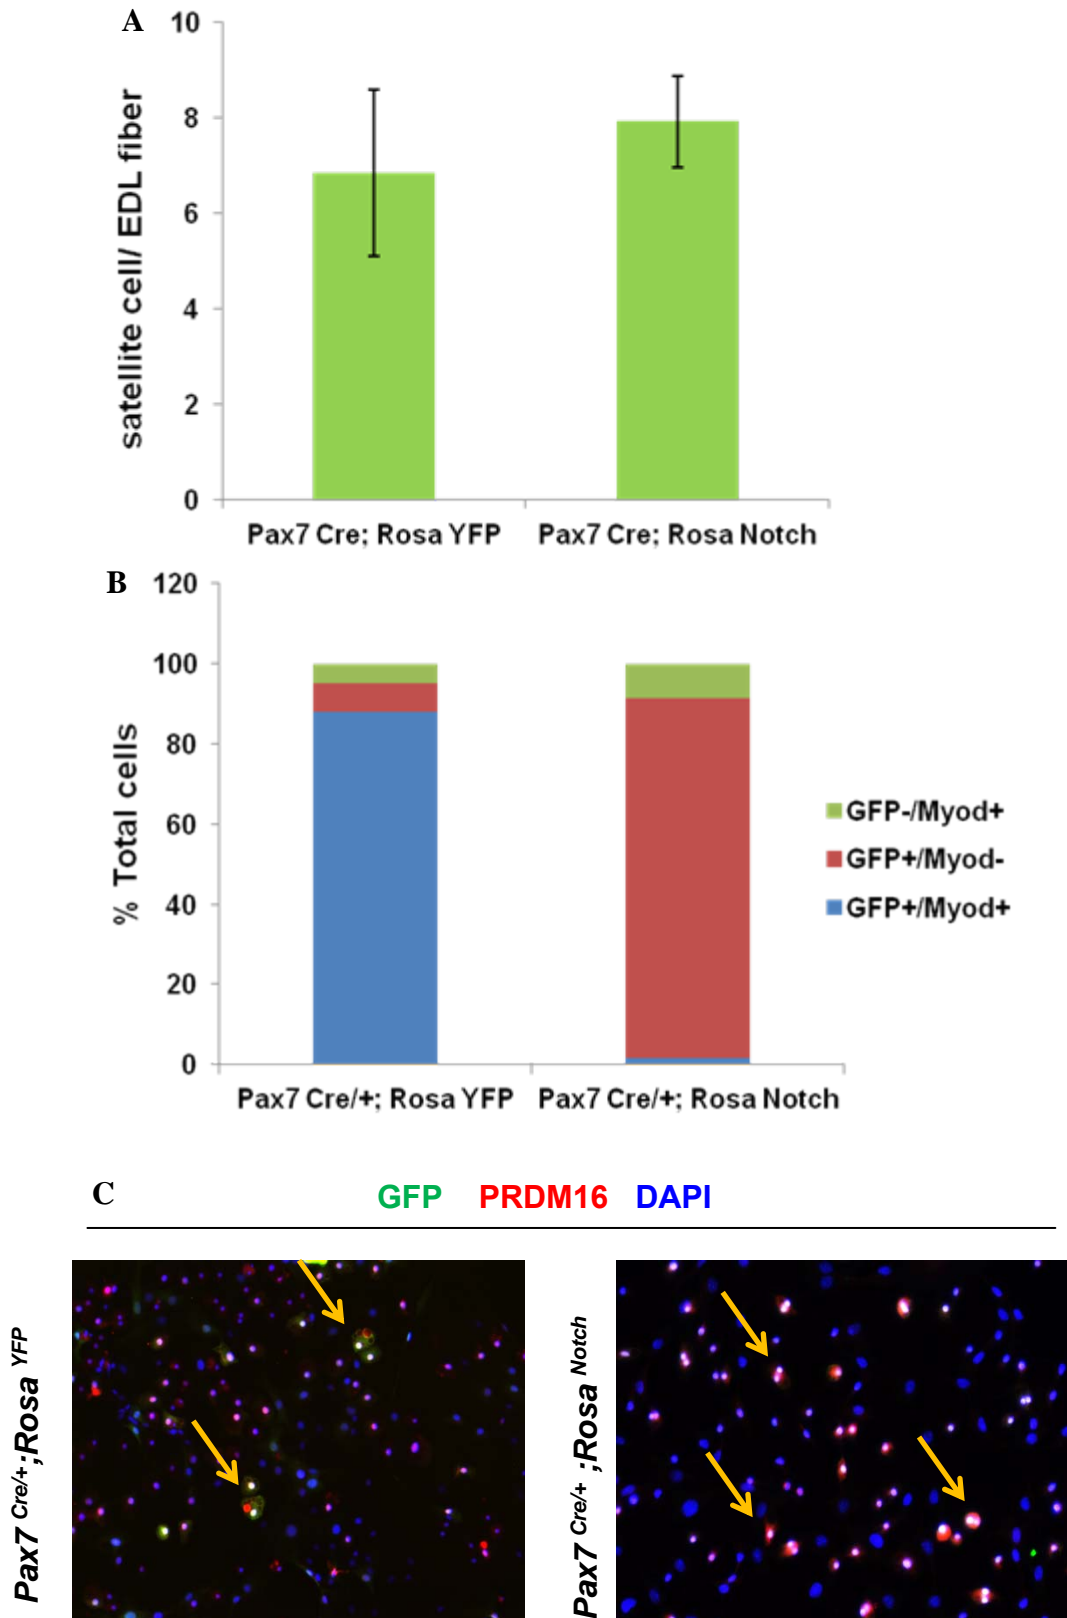 A
10
8
6
4
2
0
satellite cell/ EDL fiber
Pax7 Cre; Rosa YFP
Pax7 Cre; Rosa Notch
B
120
100
80
60
40
20
0
% Total cells
GFP-/Myod+
GFP+/Myod-
GFP+/Myod+
Pax7 Cre/+; Rosa YFP
Pax7 Cre/+; Rosa Notch
C
GFP PRDM16 DAPI
Pax7 Cre/+;Rosa YFP
Pax7 Cre/+ ;Rosa Notch